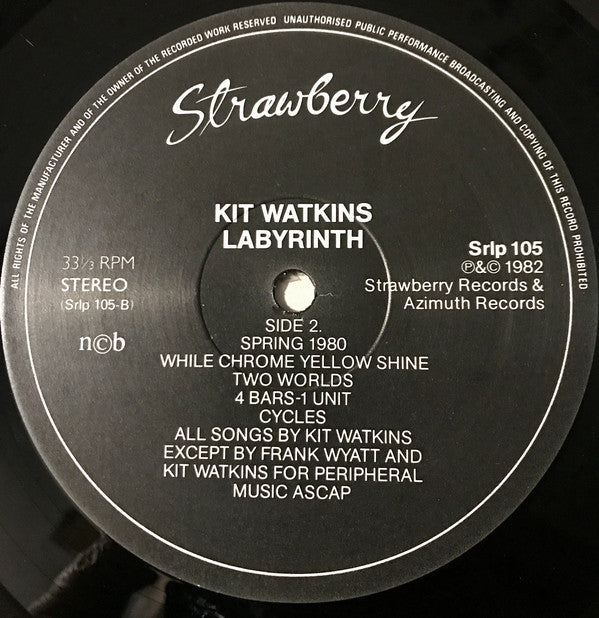 ALL RIGHTS OF THE MANUFACTURER AND OF THE OWNER OF THE RECORDED WORK RESERVED UNAUTHORISED PUBLIC PERFORMANCE BROADCASTING AND COPYING OF THIS RECORD PROHIBITED
Strawberry
KIT WATKINS
LABYRINTH
33⅓ RPM
STEREO
(Srlp 105-B)
n©b
Srlp 105
℗&© 1982
Strawberry Records &
Azimuth Records
SIDE 2.
SPRING 1980
WHILE CHROME YELLOW SHINE
TWO WORLDS
4 BARS-1 UNIT
CYCLES
ALL SONGS BY KIT WATKINS
EXCEPT BY FRANK WYATT AND
KIT WATKINS FOR PERIPHERAL
MUSIC ASCAP